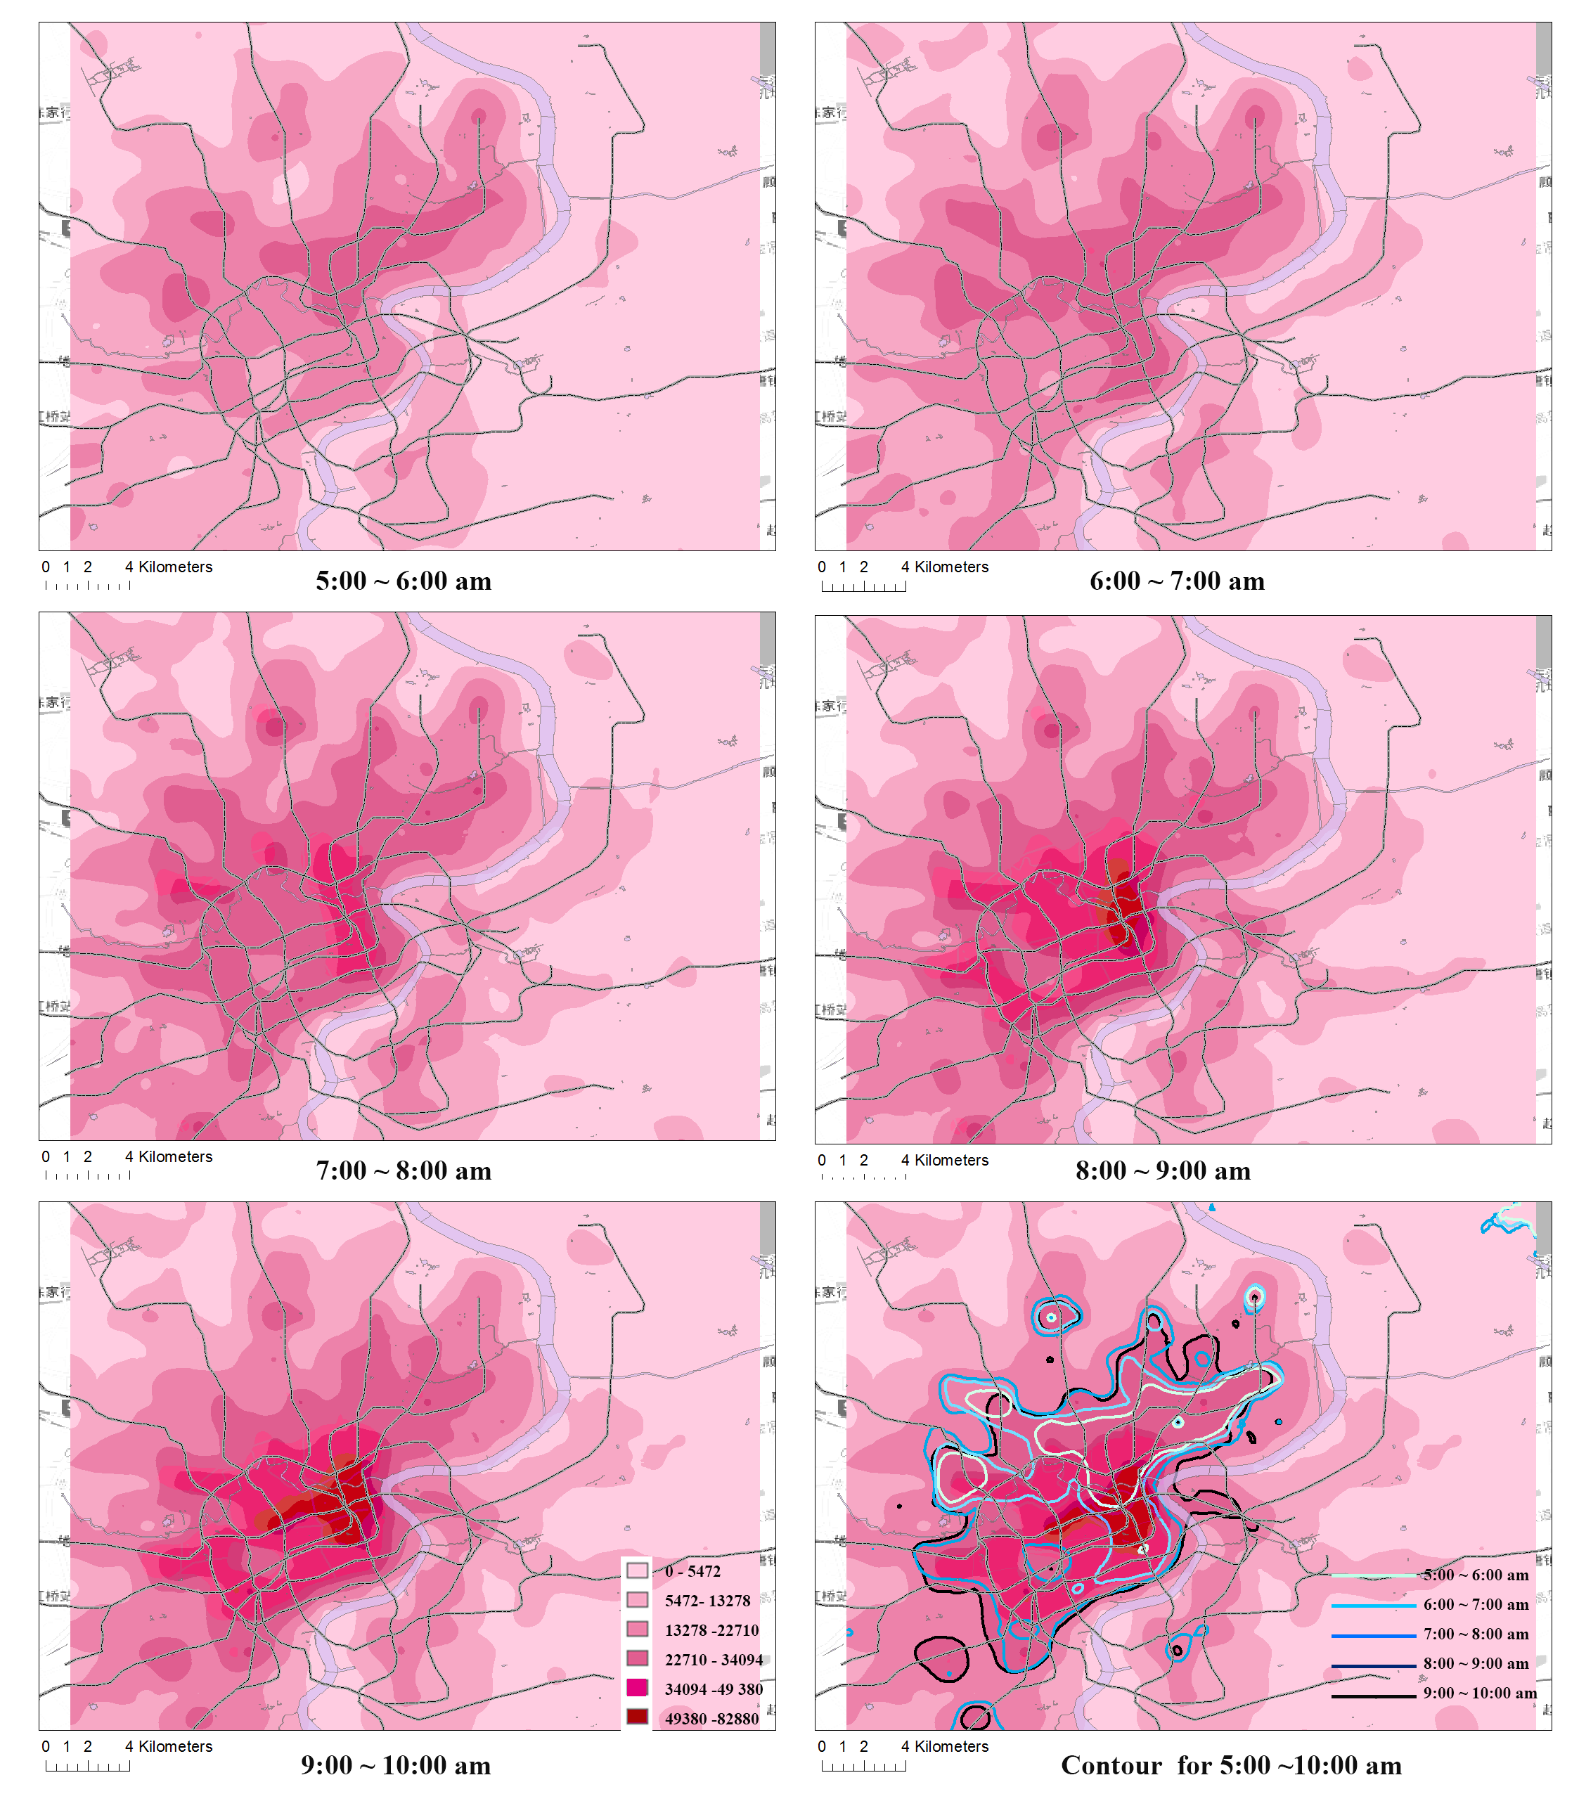 0 1 2 4 Kilometers
5:00 ~ 6:00 am
0 1 2 4 Kilometers
6:00 ~ 7:00 am
0 1 2 4 Kilometers
7:00 ~ 8:00 am
0 1 2 4 Kilometers
8:00 ~ 9:00 am
0 - 5472
5472- 13278
13278 -22710
22710 - 34094
34094 -49 380
49380 -82880
0 1 2 4 Kilometers
9:00 ~ 10:00 am
5:00 ~ 6:00 am
6:00 ~ 7:00 am
7:00 ~ 8:00 am
8:00 ~ 9:00 am
9:00 ~ 10:00 am
0 1 2 4 Kilometers
Contour for 5:00 ~10:00 am